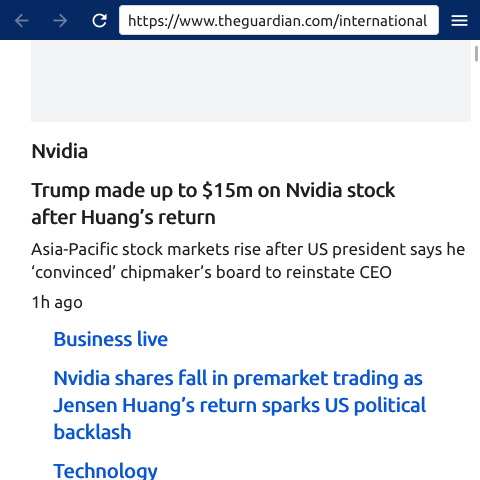 https://www.theguardian.com/international
Nvidia
Trump made up to $15m on Nvidia stock
after Huang’s return
Asia-Pacific stock markets rise after US president says he
‘convinced’ chipmaker’s board to reinstate CEO
1h ago
Business live
Nvidia shares fall in premarket trading as
Jensen Huang’s return sparks US political
backlash
Technology